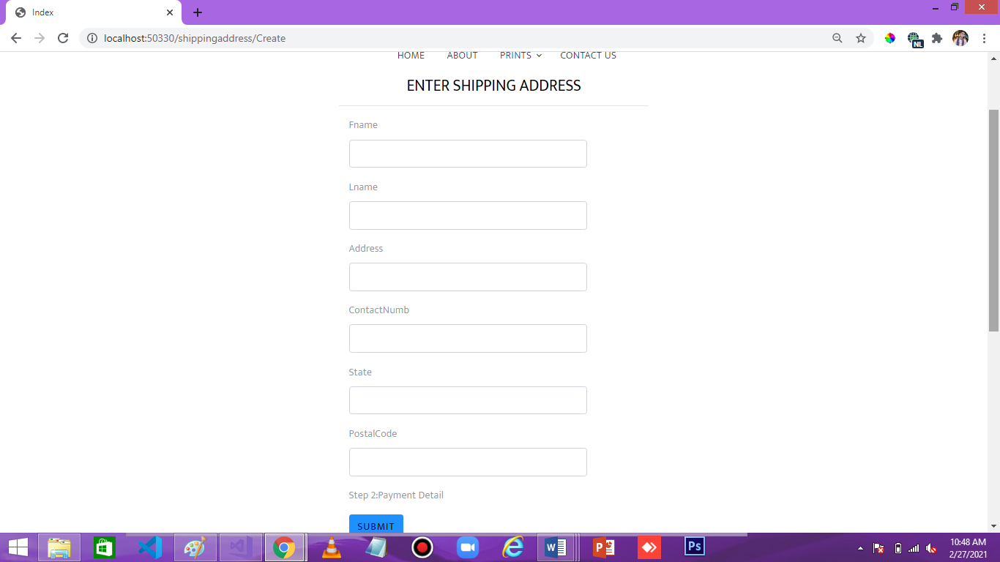 Index
localhost:50330/shippingaddress/Create
NL
HOME ABOUT PRINTS CONTACT US
ENTER SHIPPING ADDRESS
Fname
Lname
Address
ContactNumb
State
PostalCode
Step 2:Payment Detail
SUBMIT
W P Ps
10:48 AM
2/27/2021